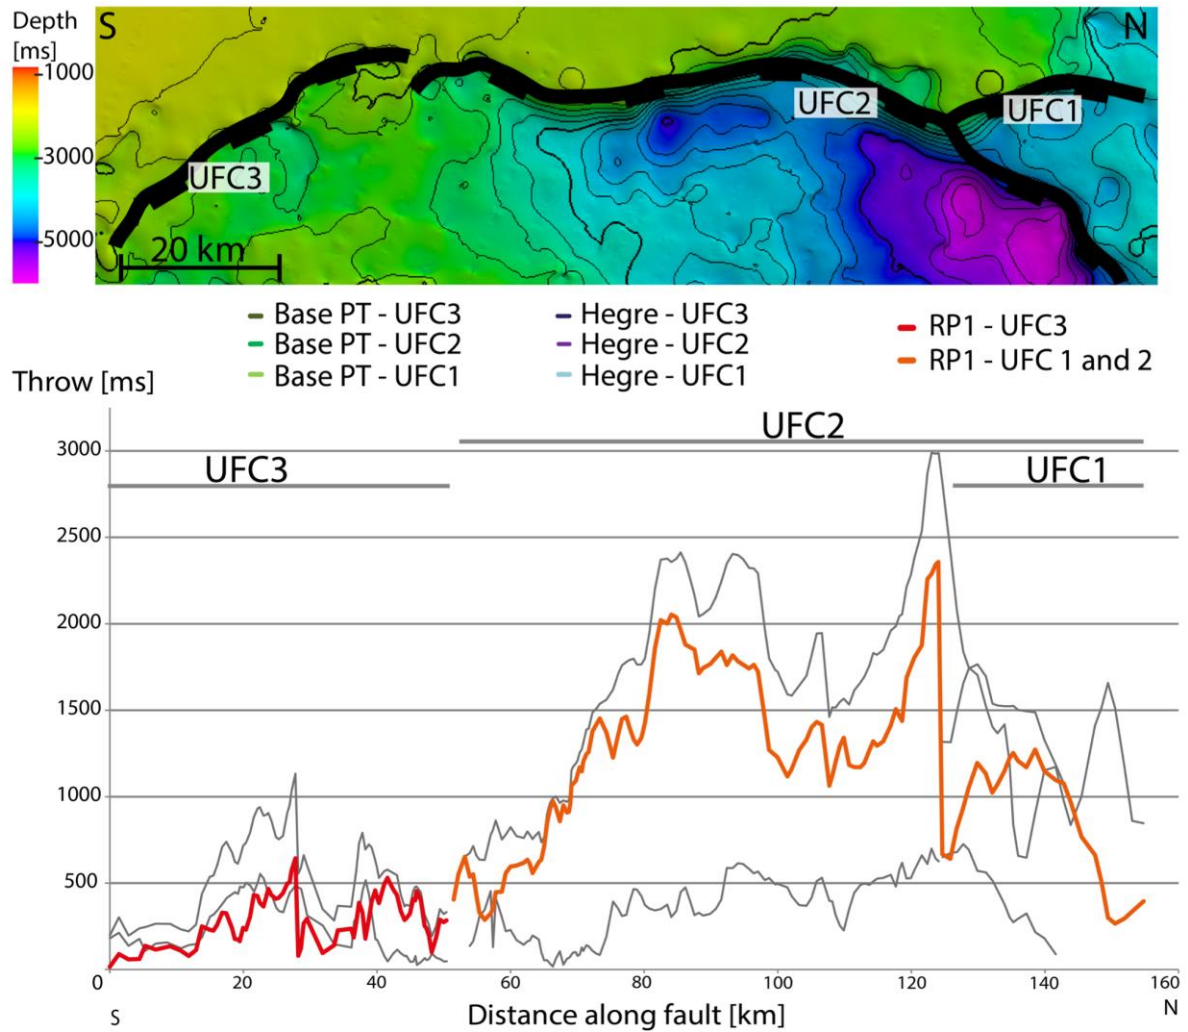 Depth
[ms]
S
N
-1000
-3000
-5000
UFC2
UFC1
UFC3
20 km
Base PT - UFC3
Base PT - UFC2
Base PT - UFC1
Hegre - UFC3
Hegre - UFC2
Hegre - UFC1
RP1 - UFC3
RP1 - UFC 1 and 2
Throw [ms]
UFC2
3000
UFC3
UFC1
2500
2000
1500
1000
500
0 20 40 60 80 100 120 140 160
S
Distance along fault [km]
N